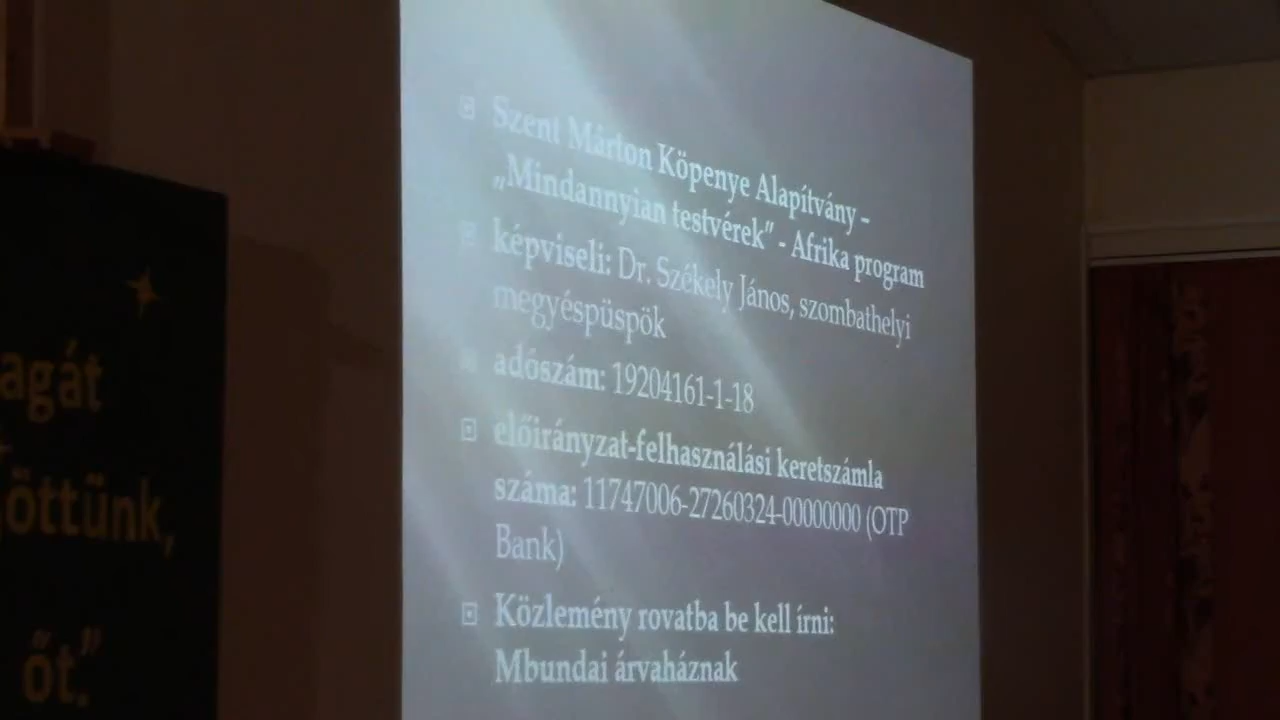 Szent Márton Köpenye Alapítvány –
„Mindannyian testvérek” - Afrika program
képviseli: Dr. Székely János, szombathelyi
megyéspüspök
adószám: 19204161-1-18
előirányzat-felhasználási keretszámla
száma: 11747006-27260324-00000000 (OTP
Bank)
Közlemény rovatba be kell írni:
Mbundai árvaháznak
agát
öttünk,
őt.”